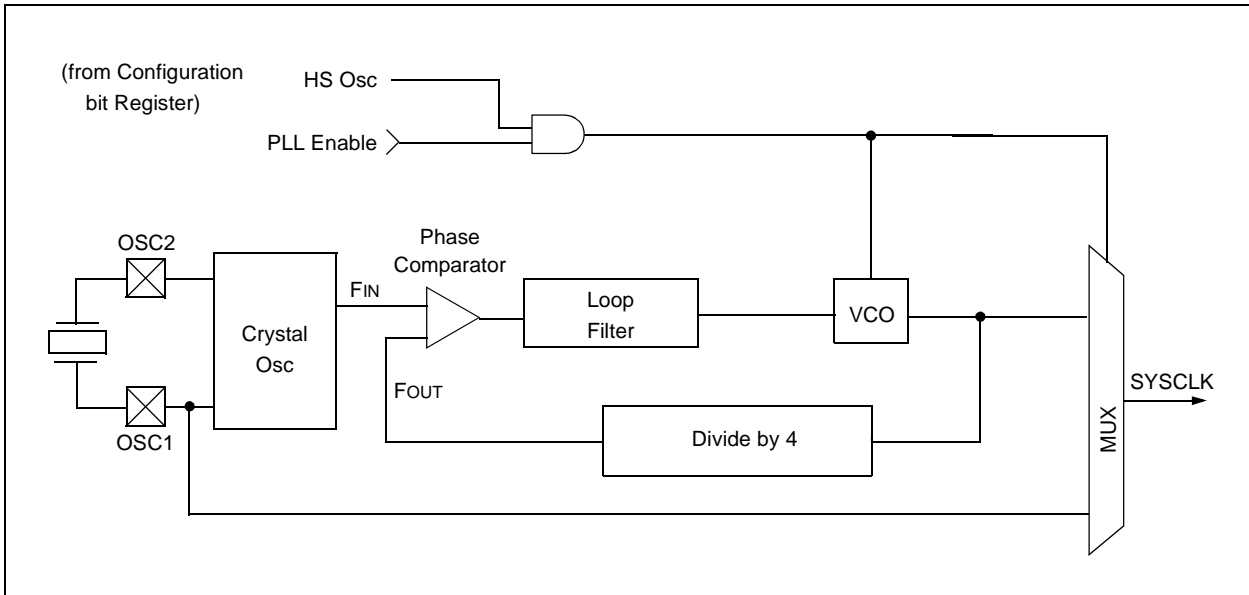 (from Configuration
bit Register)
HS Osc
PLL Enable
Phase
Comparator
OSC2
FIN
Crystal
Osc
Loop
Filter
VCO
FOUT
OSC1
Divide by 4
MUX
SYSCLK